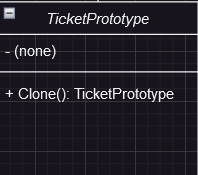 TicketPrototype
- (none)
+ Clone(): TicketPrototype